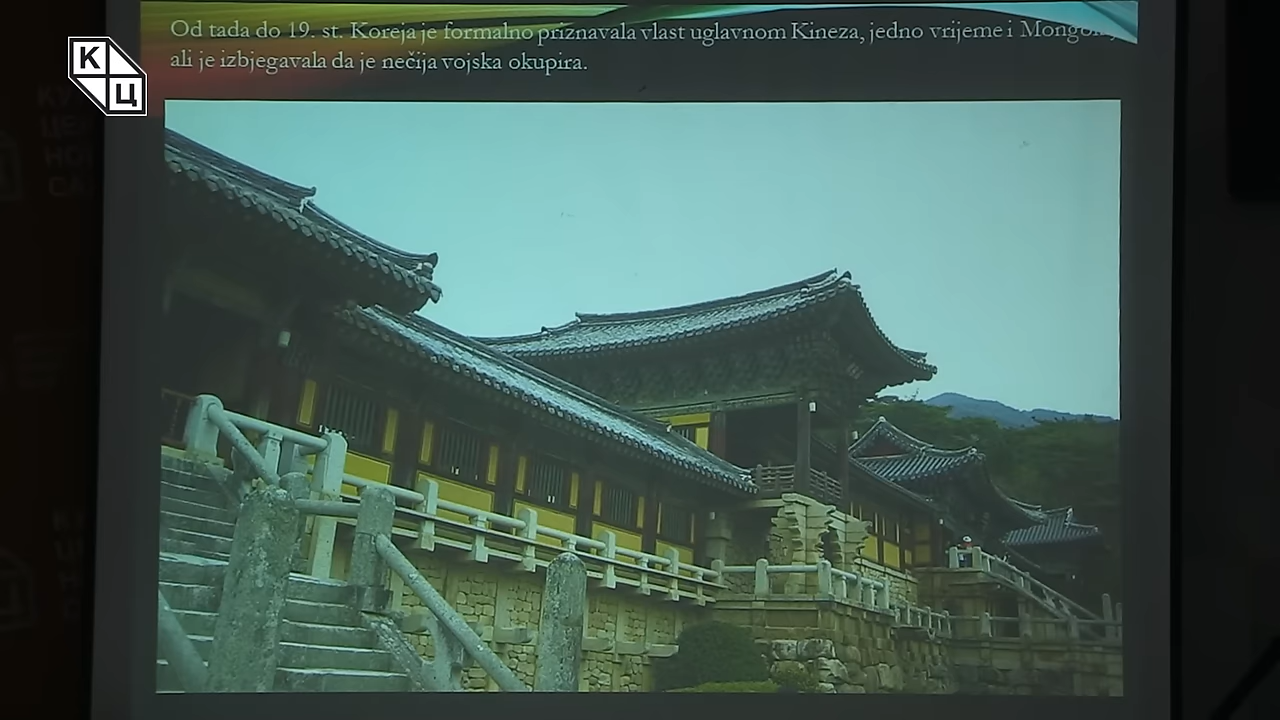 Od tada do 19. st. Koreja je formalno priznavala vlast uglavnom Kineza, jedno vrijeme i
ali je izbjegavala da je nečija vojska okupira.
К
Ц